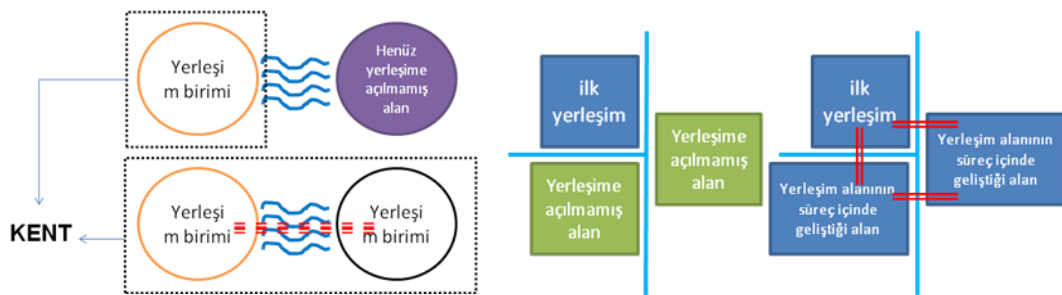 Yerleşi
m birimi
Henüz
yerleşime
açılmamış
alan
KENT
Yerleşi
m birimi
Yerleşi
m birimi
ilk
yerleşim
Yerleşime
açılmamış
alan
Yerleşime
açılmamış
alan
ilk
yerleşim
Yerleşim alanının
süreç içinde
geliştiği alan
Yerleşim alanının
süreç içinde
geliştiği alan